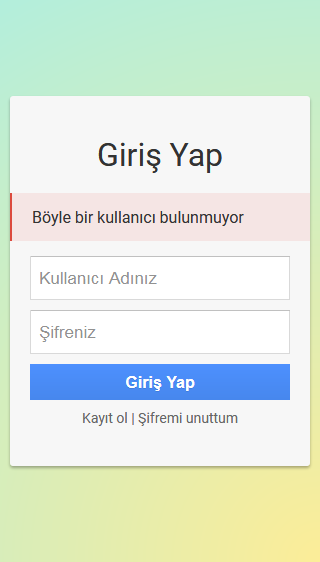 Giriş Yap
Böyle bir kullanıcı bulunmuyor
Kullanıcı Adınız
Şifreniz
Giriş Yap
Kayıt ol | Şifremi unuttum